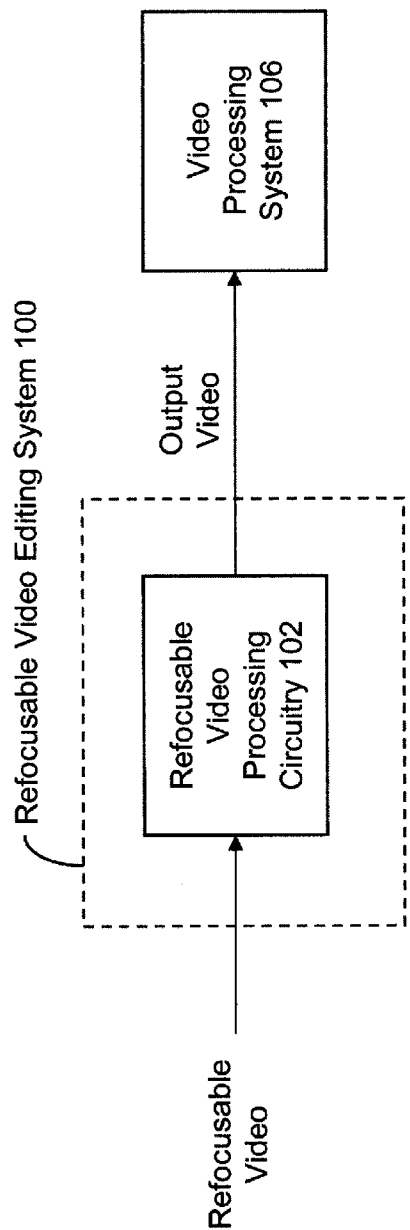 Refocusable Video Editing System 100
Refocusable
Video
Refocusable
Video
Processing
Circuitry 102
Output
Video
Video
Processing
System 106